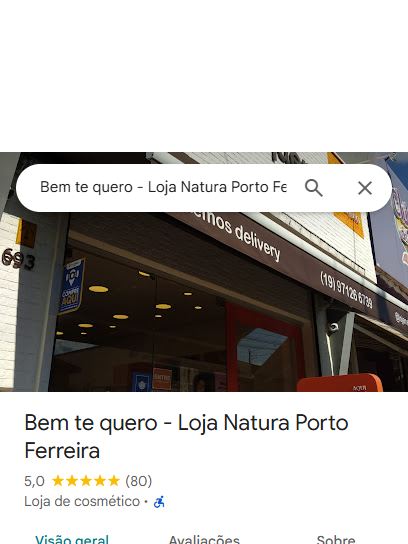 Bem te quero - Loja Natura Porto Fe
emos delivery
(19) 97126 6739
693
COMPRE
AQUI
ENTRE
Bem te quero - Loja Natura Porto
Ferreira
5,0 (80)
Loja de cosmético ·
Visão geral Avaliações Sobre